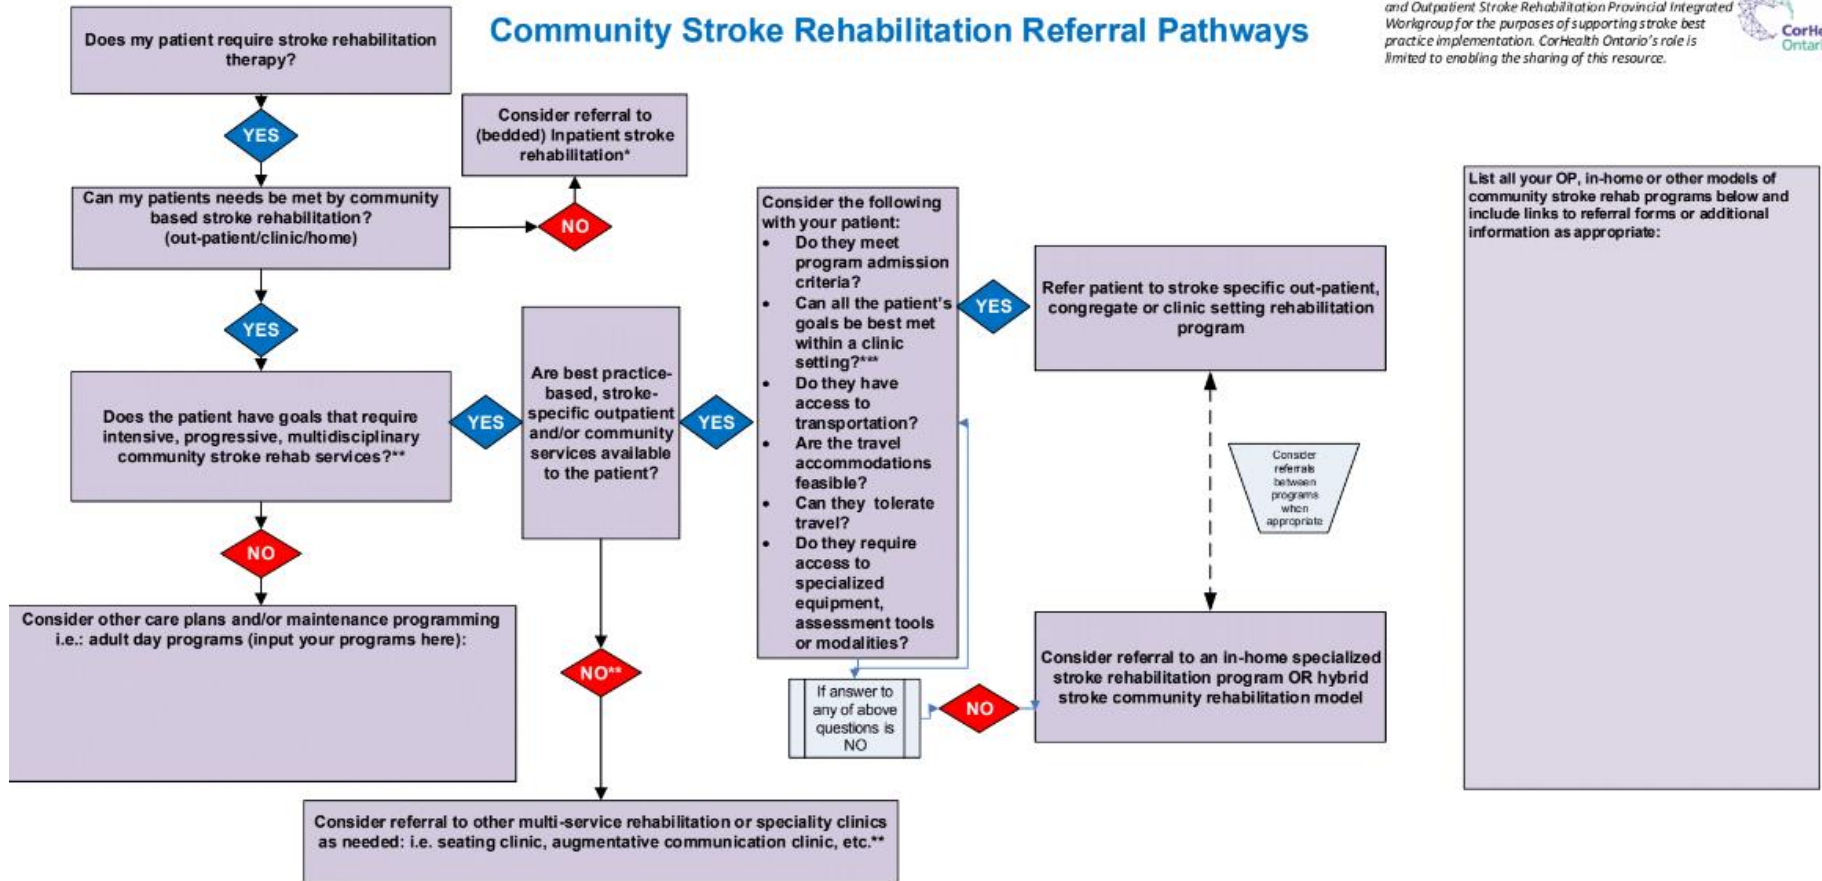 Community Stroke Rehabilitation Referral Pathways
and Outpatient Stroke Rehabilitation Provincial Integrated
Workgroup for the purposes of supporting stroke best
practice implementation. CorHealth Ontario's role is
limited to enabling the sharing of this resource.
Does my patient require stroke rehabilitation
therapy?
YES
Consider referral to
(bedded) Inpatient stroke
rehabilitation*
Can my patients needs be met by community
based stroke rehabilitation?
(out-patient/clinic/home)
NO
YES
Does the patient have goals that require
intensive, progressive, multidisciplinary
community stroke rehab services?**
YES
Are best practice-
based, stroke-
specific outpatient
and/or community
services available
to the patient?
YES
Consider the following
with your patient:
• Do they meet
program admission
criteria?
• Can all the patient's
goals be best met
within a clinic
setting?***
• Do they have
access to
transportation?
• Are the travel
accommodations
feasible?
• Can they tolerate
travel?
• Do they require
access to
specialized
equipment,
assessment tools
or modalities?
YES
Refer patient to stroke specific out-patient,
congregate or clinic setting rehabilitation
program
Consider
referrals
between
programs
when
appropriate
If answer to
any of above
questions is
NO
NO
Consider referral to an in-home specialized
stroke rehabilitation program OR hybrid
stroke community rehabilitation model
NO
Consider other care plans and/or maintenance programming
i.e.: adult day programs (input your programs here):
NO**
Consider referral to other multi-service rehabilitation or speciality clinics
as needed: i.e. seating clinic, augmentative communication clinic, etc.**
List all your OP, in-home or other models of
community stroke rehab programs below and
include links to referral forms or additional
information as appropriate: